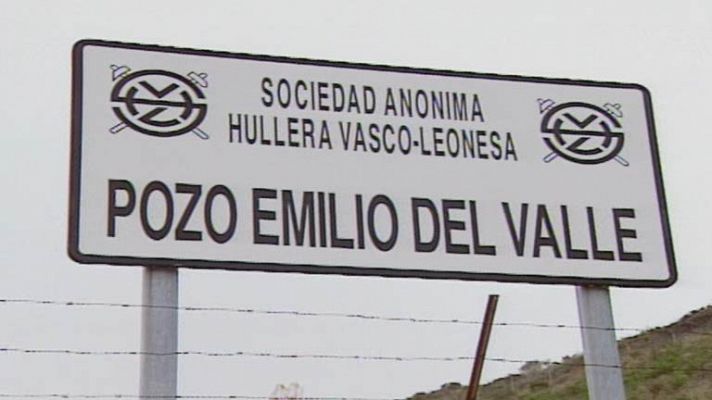 SOCIEDAD ANONIMA
HULLERA VASCO-LEONESA
POZO EMILIO DEL VALLE